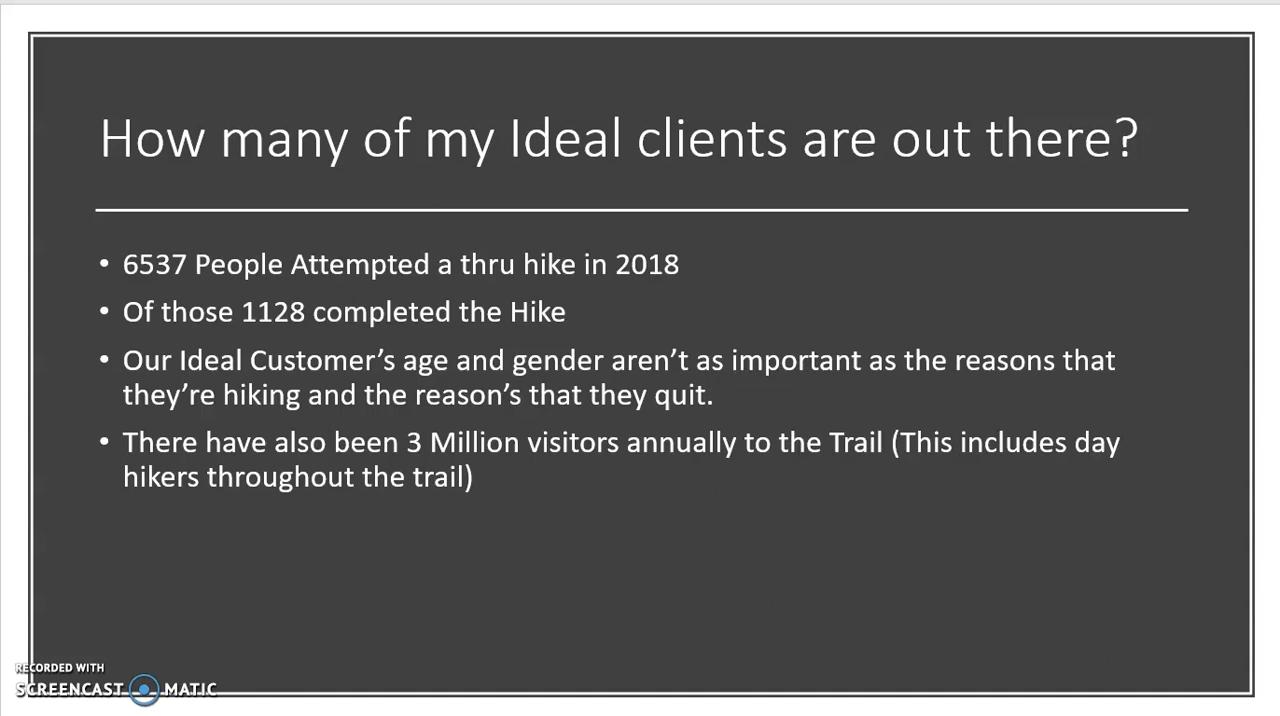 How many of my Ideal clients are out there?
• 6537 People Attempted a thru hike in 2018
• Of those 1128 completed the Hike
• Our Ideal Customer’s age and gender aren’t as important as the reasons that
they’re hiking and the reason’s that they quit.
• There have also been 3 Million visitors annually to the Trail (This includes day
hikers throughout the trail)
RECORDED WITH
SCREENCAST MATIC